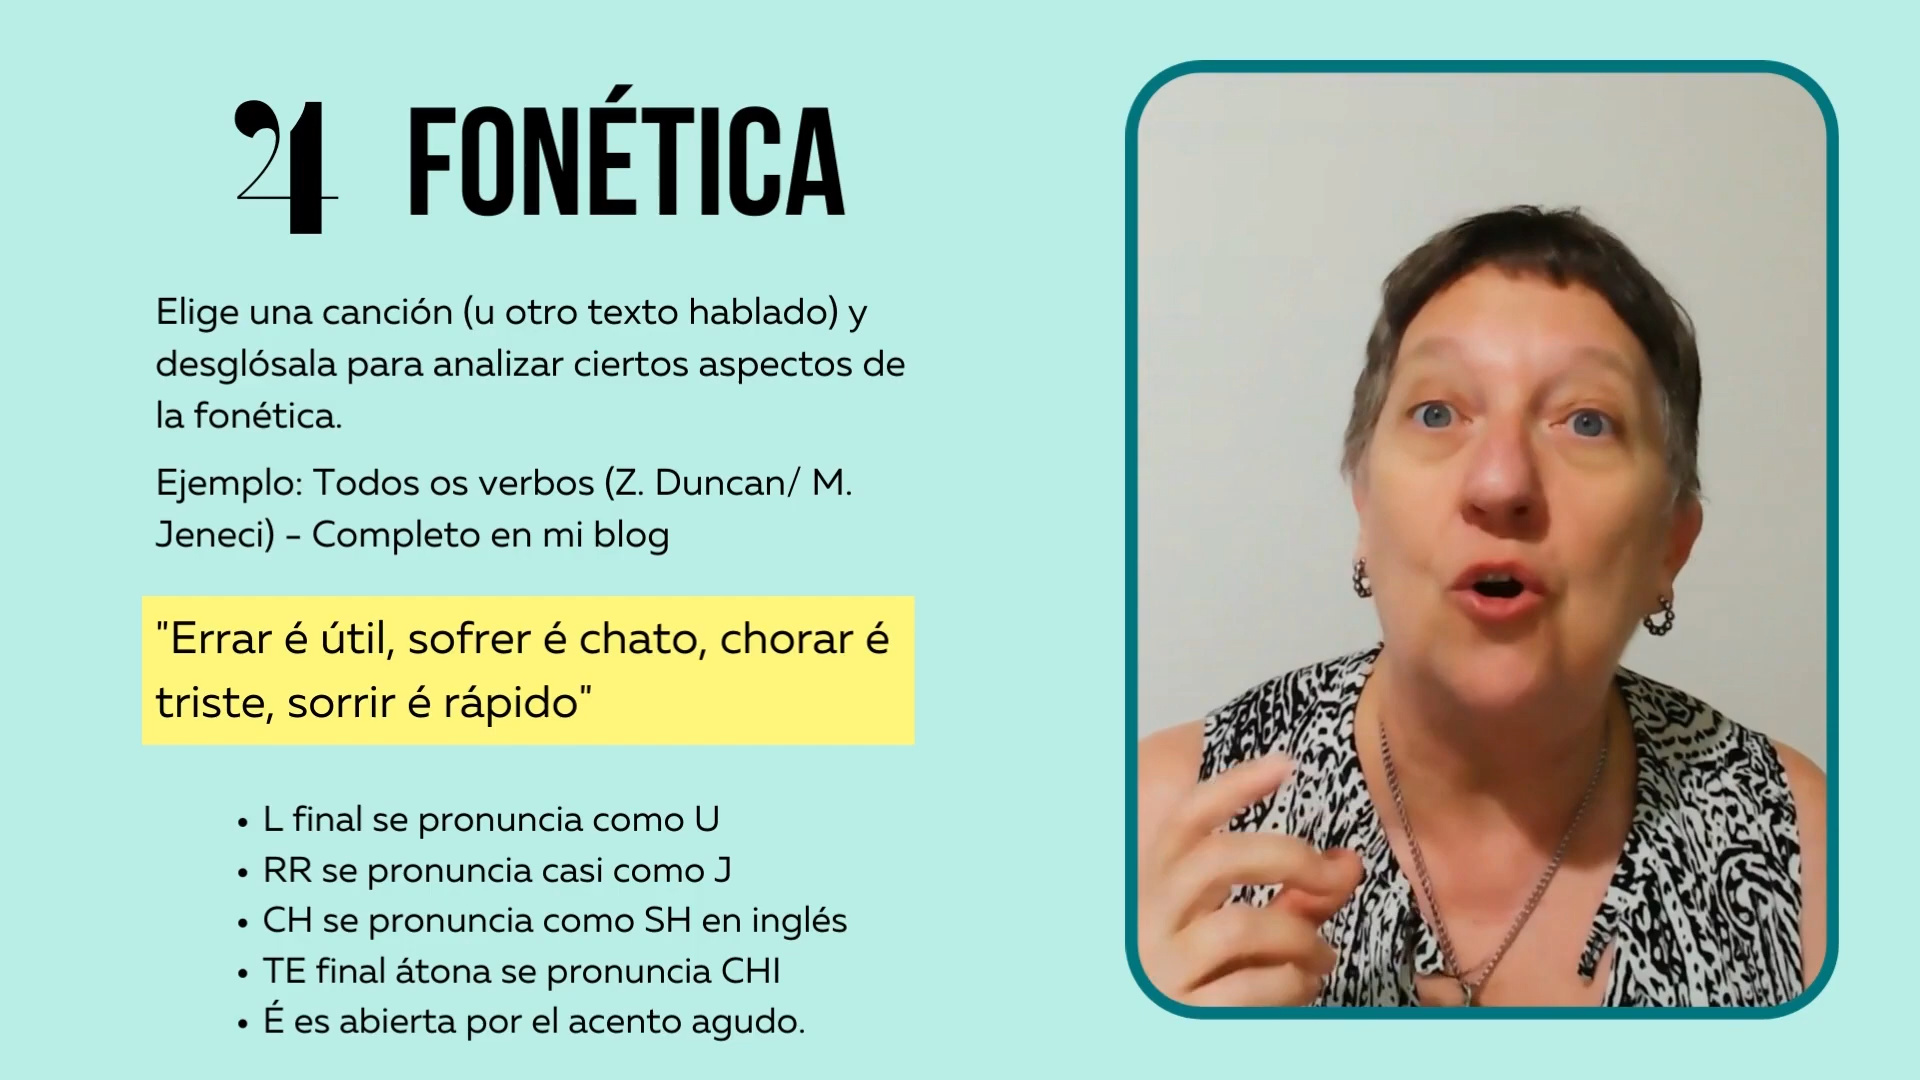 4 FONÉTICA
Elige una canción (u otro texto hablado) y
desglósala para analizar ciertos aspectos de
la fonética.
Ejemplo: Todos os verbos (Z. Duncan/ M.
Jeneci) - Completo en mi blog
"Errar é útil, sofrer é chato, chorar é
triste, sorrir é rápido"
• L final se pronuncia como U
• RR se pronuncia casi como J
• CH se pronuncia como SH en inglés
• TE final átona se pronuncia CHI
• É es abierta por el acento agudo.